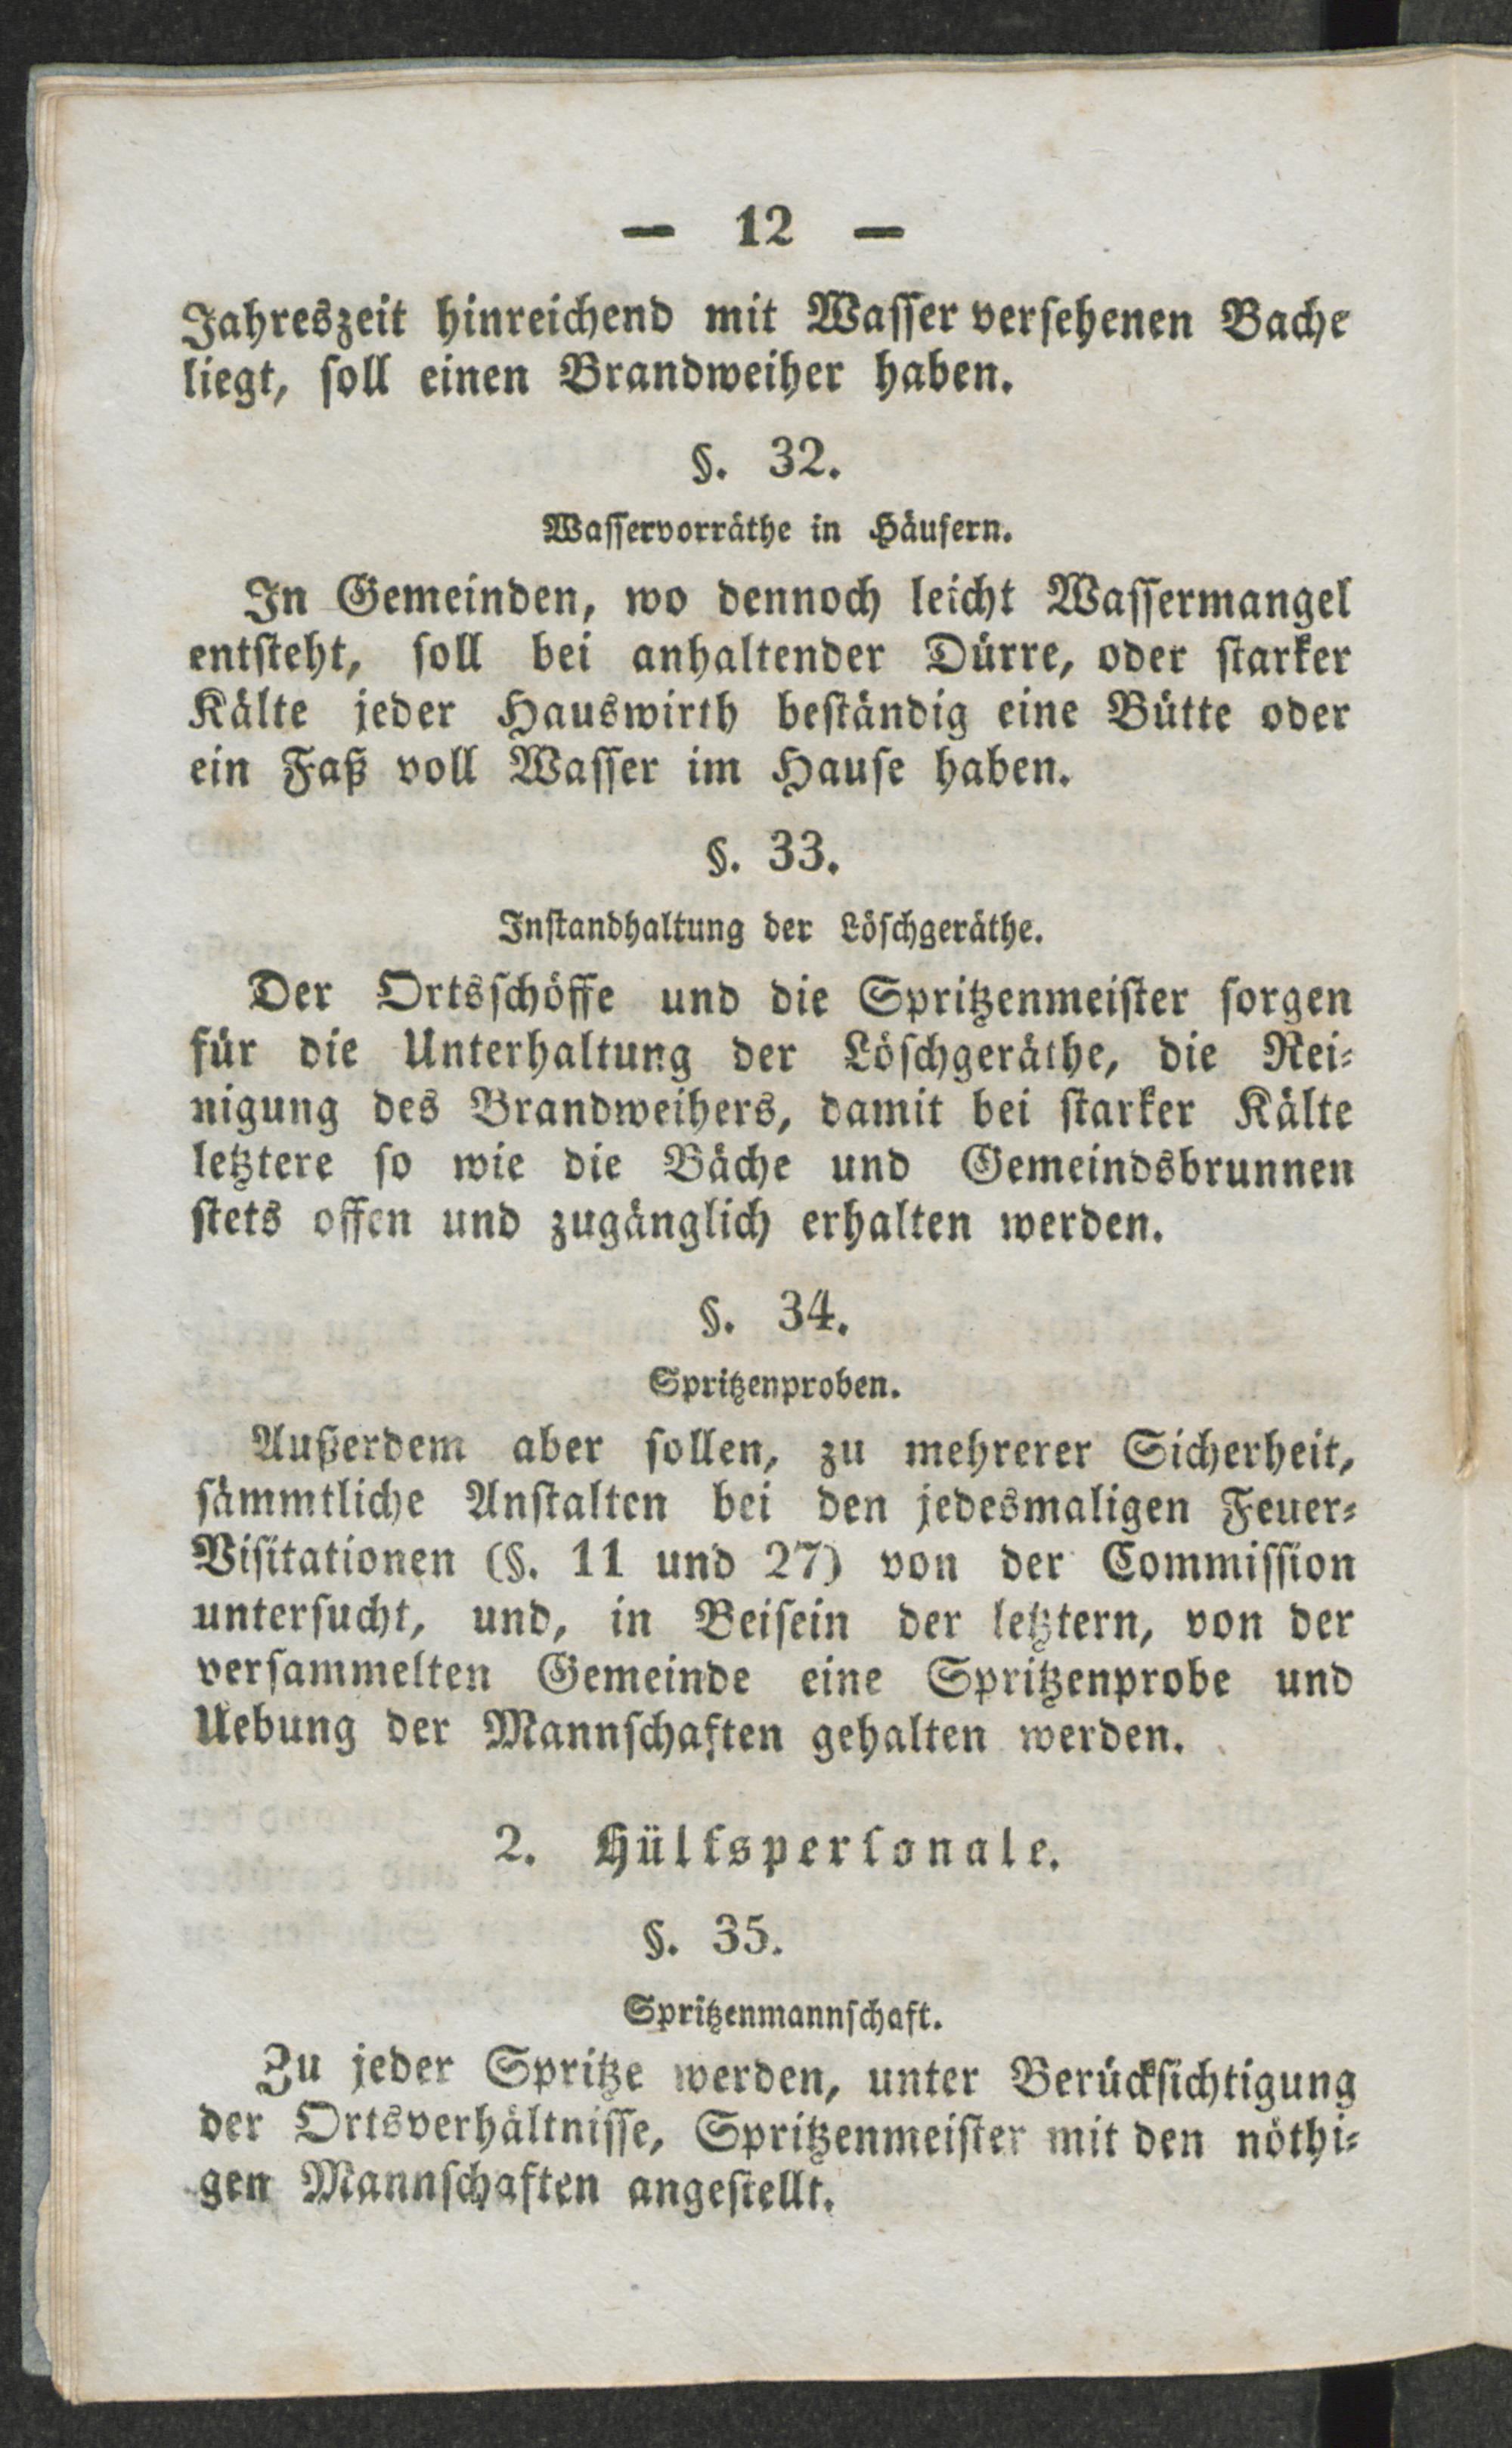 — 12 —
Jahreszeit hinreichend mit Wasser versehenen Bache
liegt, soll einen Brandweiher haben.
§. 32.
Wasservorräthe in Häusern.
In Gemeinden, wo dennoch leicht Wassermangel
entsteht, soll bei anhaltender Dürre, oder starker
Kälte jeder Hauswirth beständig eine Bütte oder
ein Faß voll Wasser im Hause haben.
§. 33.
Instandhaltung der Löschgeräthe.
Der Ortsschöffe und die Spritzenmeister sorgen
für die Unterhaltung der Löschgeräthe, die Rei-
nigung des Brandweihers, damit bei starker Kälte
letztere so wie die Bäche und Gemeindsbrunnen
stets offen und zugänglich erhalten werden.
§. 34.
Spritzenproben.
Außerdem aber sollen, zu mehrerer Sicherheit,
sämmtliche Anstalten bei den jedesmaligen Feuer-
Visitationen (§. 11 und 27) von der Commission
untersucht, und, in Beisein der letztern, von der
versammelten Gemeinde eine Spritzenprobe und
Uebung der Mannschaften gehalten werden.
2. Hülfspersonale.
§. 35.
Spritzenmannschaft.
Zu jeder Spritze werden, unter Berücksichtigung
der Ortsverhältnisse, Spritzenmeister mit den nöthi-
gen Mannschaften angestellt.